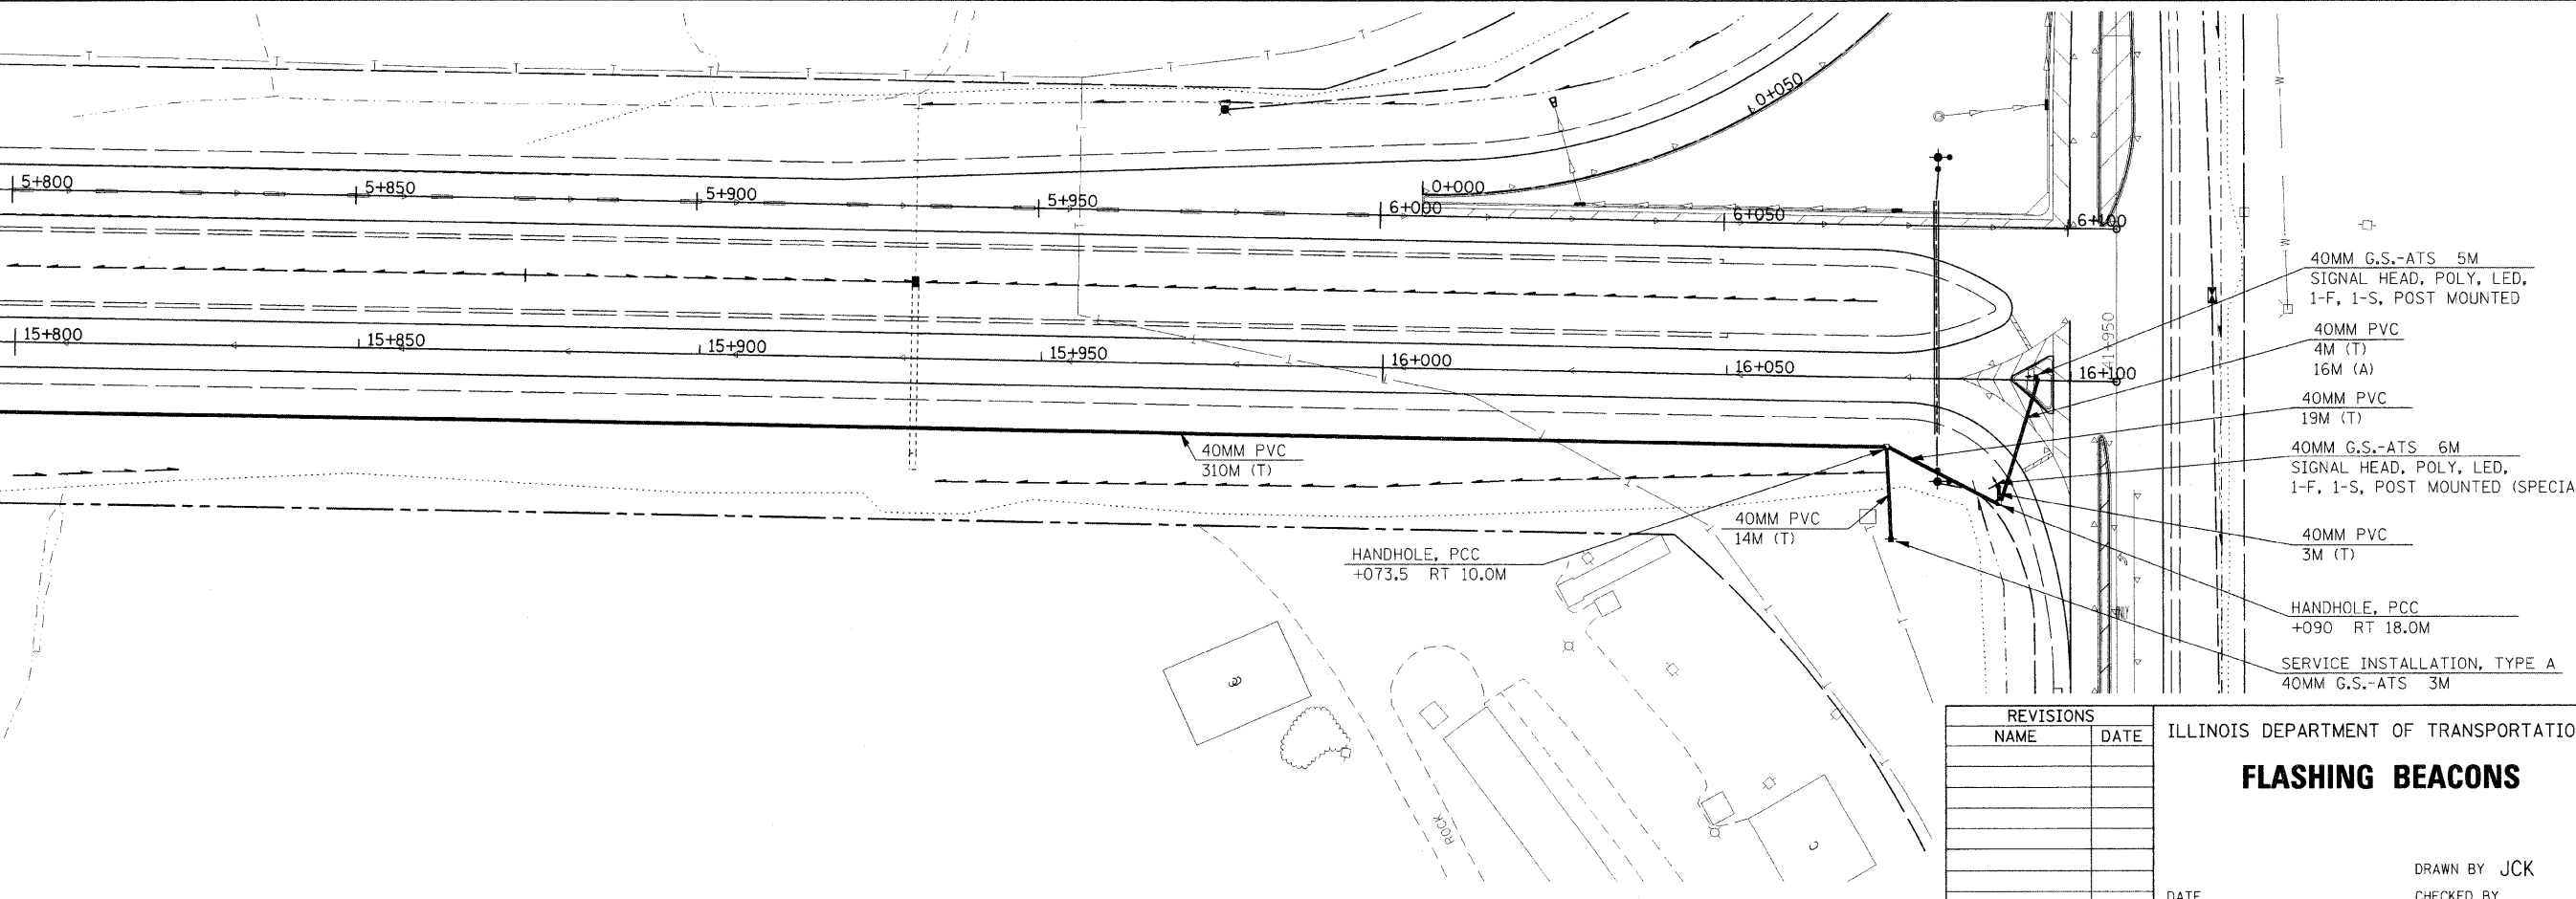 0+050
5+800
5+850
5+900
5+950
6+000
0+000
6+050
6+100
15+800
15+850
15+900
15+950
16+000
16+050
16+100
41+950
40MM G.S.-ATS 5M
SIGNAL HEAD, POLY, LED,
1-F, 1-S, POST MOUNTED
40MM PVC
4M (T)
16M (A)
40MM PVC
19M (T)
40MM G.S.-ATS 6M
SIGNAL HEAD, POLY, LED,
1-F, 1-S, POST MOUNTED (SPECIA
40MM PVC
3M (T)
HANDHOLE, PCC
+090 RT 18.0M
SERVICE INSTALLATION, TYPE A
40MM G.S.-ATS 3M
40MM PVC
310M (T)
40MM PVC
14M (T)
HANDHOLE, PCC
+073.5 RT 10.0M
ROCK
REVISIONS
NAME DATE
ILLINOIS DEPARTMENT OF TRANSPORTATIO
FLASHING BEACONS
DRAWN BY JCK
DATE
CHECKED BY